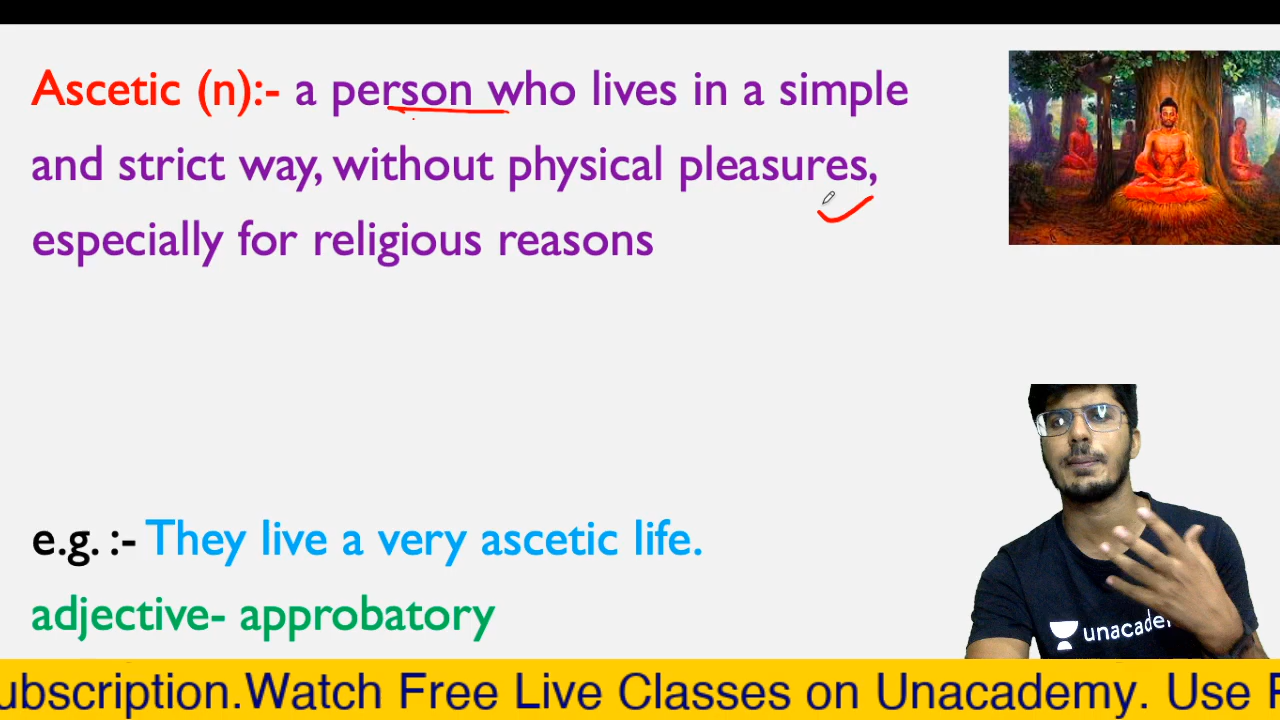 Ascetic (n):- a person who lives in a simple
and strict way, without physical pleasures,
especially for religious reasons
e.g. :- They live a very ascetic life.
adjective- approbatory
unacade
ubscription.Watch Free Live Classes on Unacademy. Use